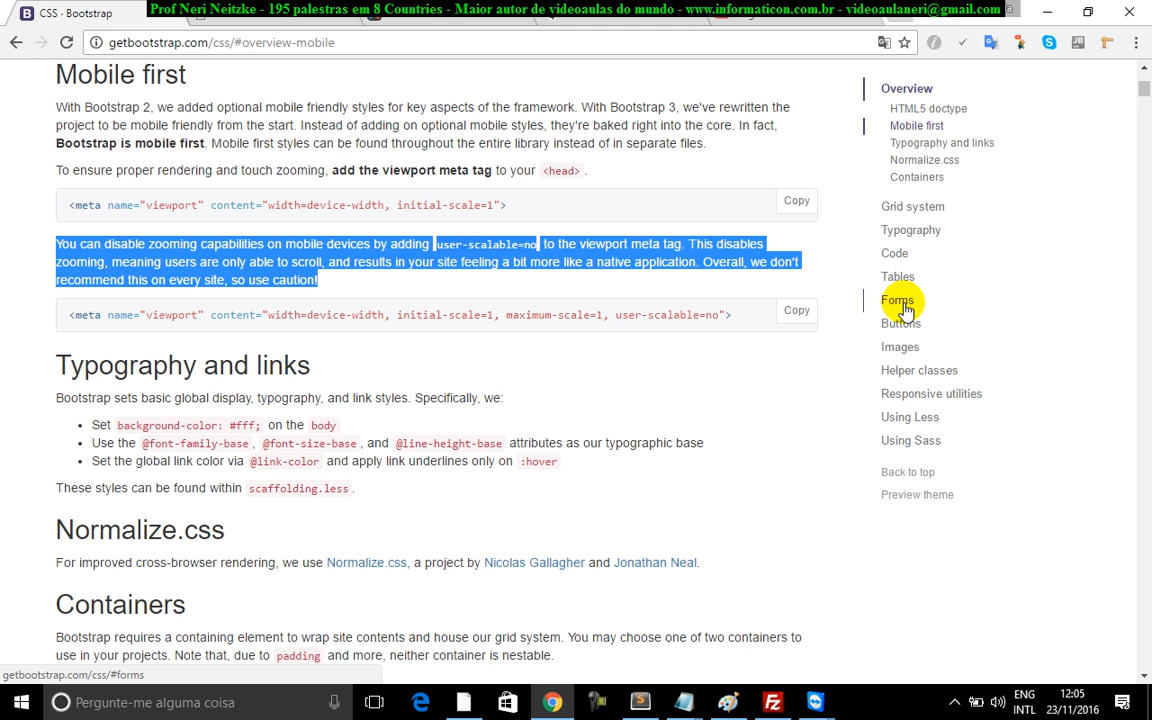 Prof Neri Neitzke - 195 palestras em 8 Countries - Maior autor de videoaulas do mundo - www.informaticon.com.br - videoaulaneri@gmail.com
CSS · Bootstrap
getbootstrap.com/css/#overview-mobile
Mobile first
With Bootstrap 2, we added optional mobile friendly styles for key aspects of the framework. With Bootstrap 3, we've rewritten the
project to be mobile friendly from the start. Instead of adding on optional mobile styles, they're baked right into the core. In fact,
Bootstrap is mobile first. Mobile first styles can be found throughout the entire library instead of in separate files.
To ensure proper rendering and touch zooming, add the viewport meta tag to your <head> .
<meta name="viewport" content="width=device-width, initial-scale=1">
Copy
You can disable zooming capabilities on mobile devices by adding user-scalable=no to the viewport meta tag. This disables
zooming, meaning users are only able to scroll, and results in your site feeling a bit more like a native application. Overall, we don't
recommend this on every site, so use caution!
<meta name="viewport" content="width=device-width, initial-scale=1, maximum-scale=1, user-scalable=no">
Copy
Typography and links
Bootstrap sets basic global display, typography, and link styles. Specifically, we:
• Set background-color: #fff; on the body
• Use the @font-family-base , @font-size-base , and @line-height-base attributes as our typographic base
• Set the global link color via @link-color and apply link underlines only on :hover
These styles can be found within scaffolding.less .
Normalize.css
For improved cross-browser rendering, we use Normalize.css, a project by Nicolas Gallagher and Jonathan Neal.
Containers
Bootstrap requires a containing element to wrap site contents and house our grid system. You may choose one of two containers to
use in your projects. Note that, due to padding and more, neither container is nestable.
Overview
HTML5 doctype
Mobile first
Typography and links
Normalize.css
Containers
Grid system
Typography
Code
Tables
Forms
Buttons
Images
Helper classes
Responsive utilities
Using Less
Using Sass
Back to top
Preview theme
getbootstrap.com/css/#forms
Pergunte-me alguma coisa
ENG
INTL
12:05
23/11/2016